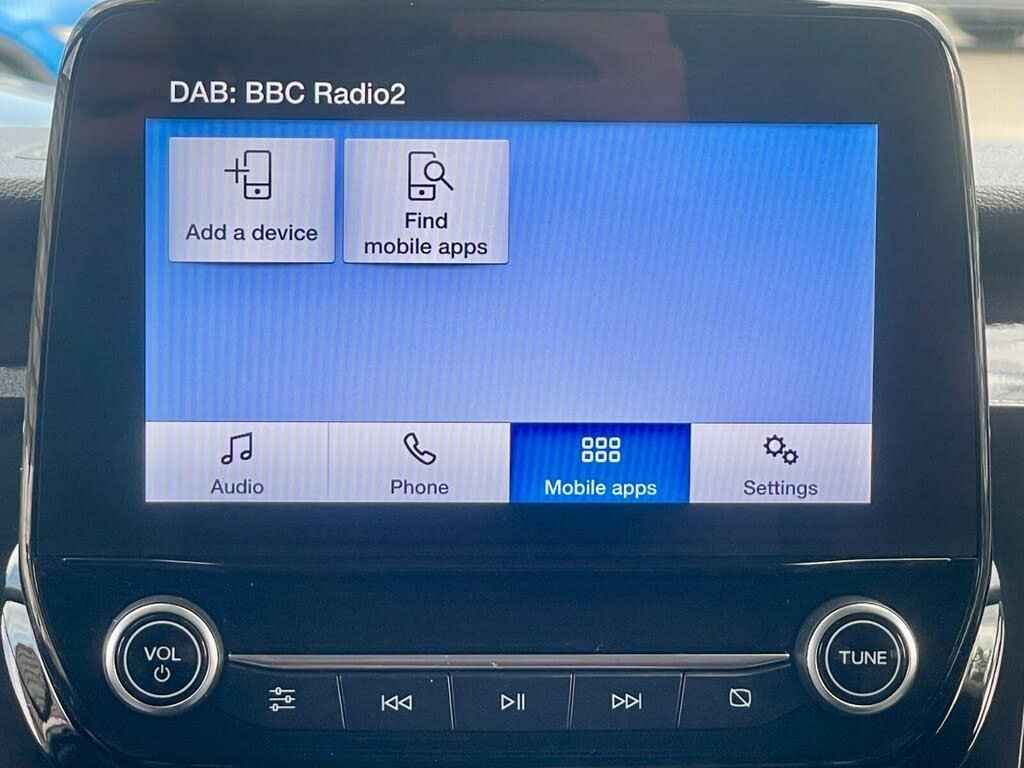 DAB: BBC Radio2
Add a device
Find
mobile apps
Audio
Phone
Mobile apps
Settings
VOL
TUNE